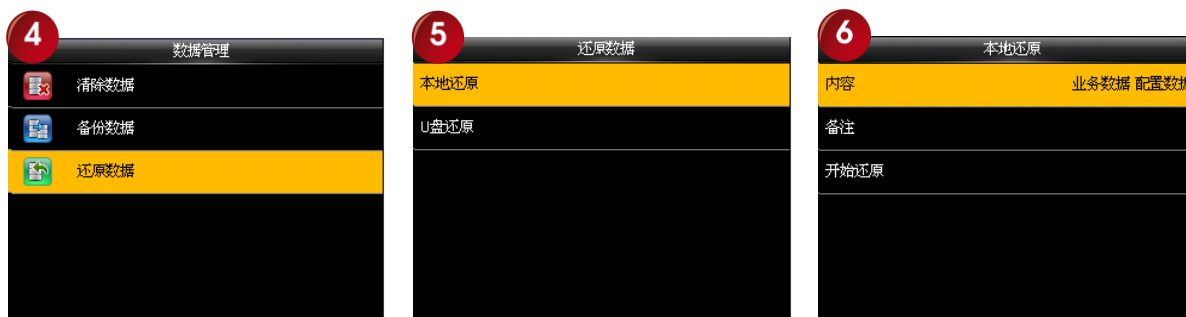 4
数据管理
清除数据
备份数据
还原数据
5
还原数据
本地还原
U盘还原
6
本地还原
内容 业务数据 配置数据
备注
开始还原